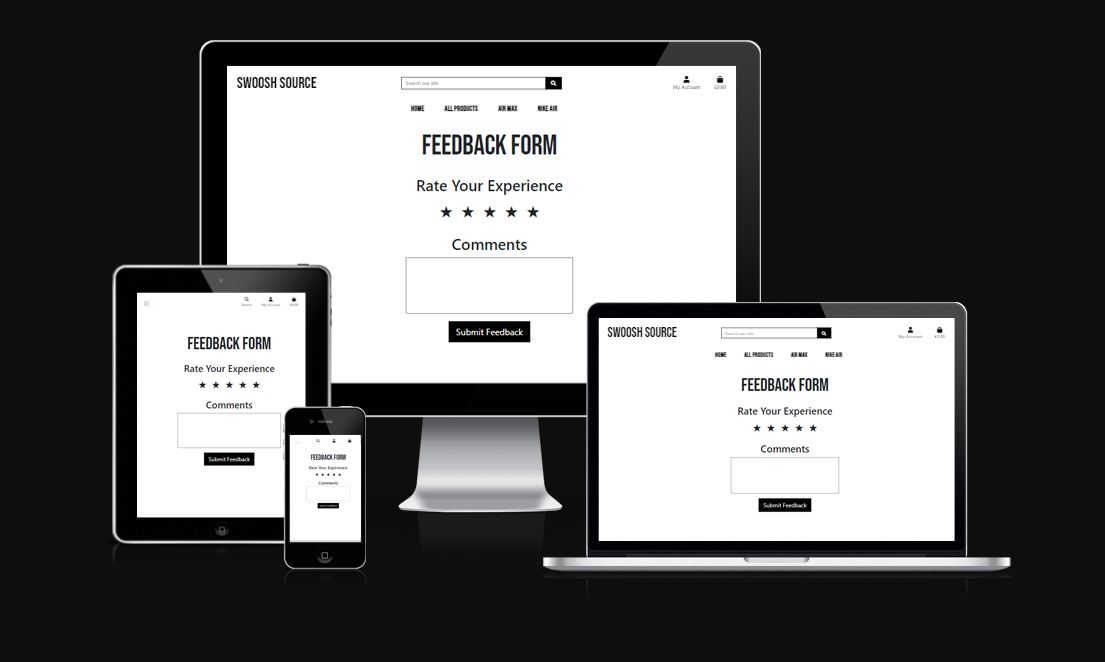 SWOOSH SOURCE
Search our site
My Account
£0.00
HOME ALL PRODUCTS AIR MAX NIKE AIR
FEEDBACK FORM
Rate Your Experience
★ ★ ★ ★ ★
Comments
Submit Feedback
Search My Account £0.00
FEEDBACK FORM
Rate Your Experience
★ ★ ★ ★ ★
Comments
Submit Feedback
FEEDBACK FORM
Rate Your Experience
★ ★ ★ ★ ★
Comments
Submit Feedback
SWOOSH SOURCE
Search our site
My Account
£0.00
HOME ALL PRODUCTS AIR MAX NIKE AIR
FEEDBACK FORM
Rate Your Experience
★ ★ ★ ★ ★
Comments
Submit Feedback